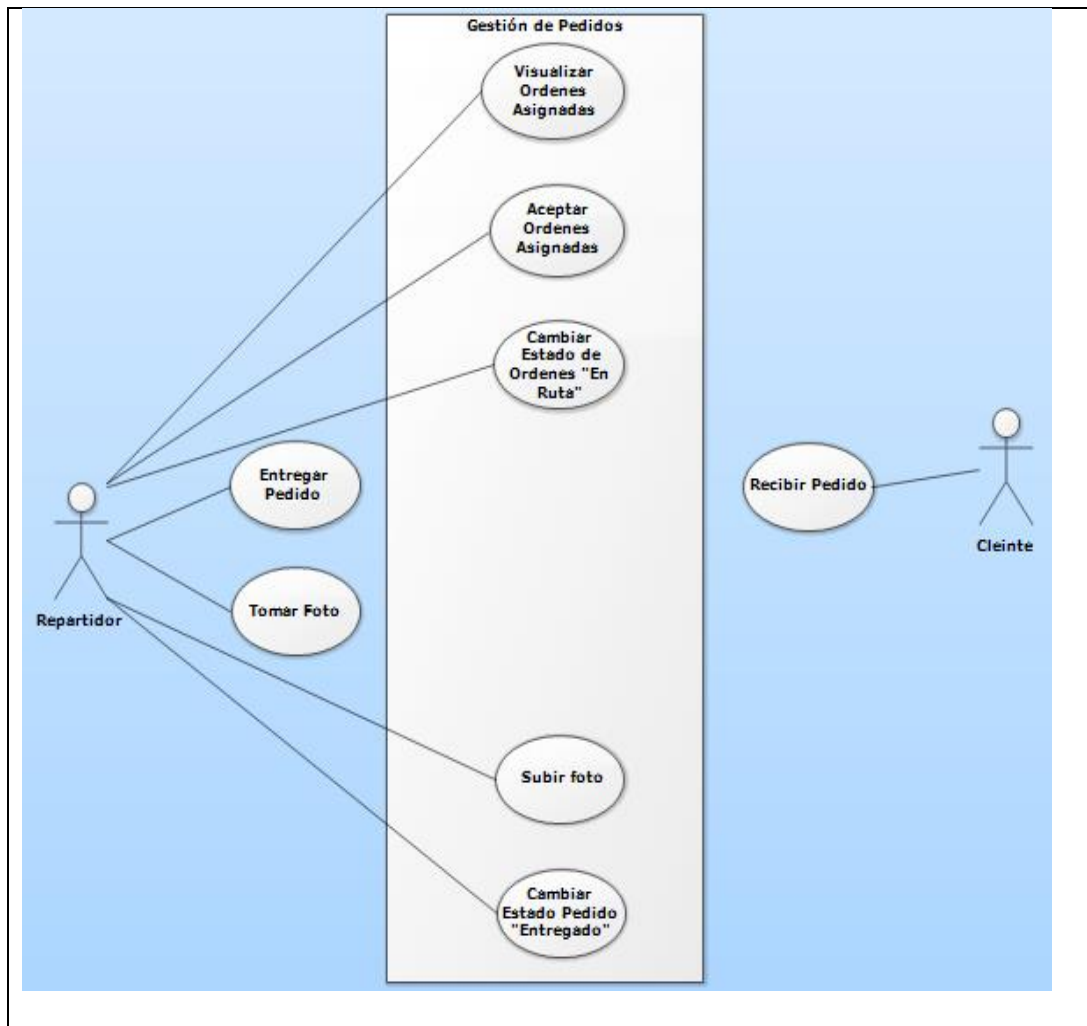 Gestión de Pedidos
Visualizar
Ordenes
Asignadas
Aceptar
Ordenes
Asignadas
Cambiar
Estado de
Ordenes "En
Ruta"
Entregar
Pedido
Recibir Pedido
Cleinte
Tomar Foto
Repartidor
Subir foto
Cambiar
Estado Pedido
"Entregado"